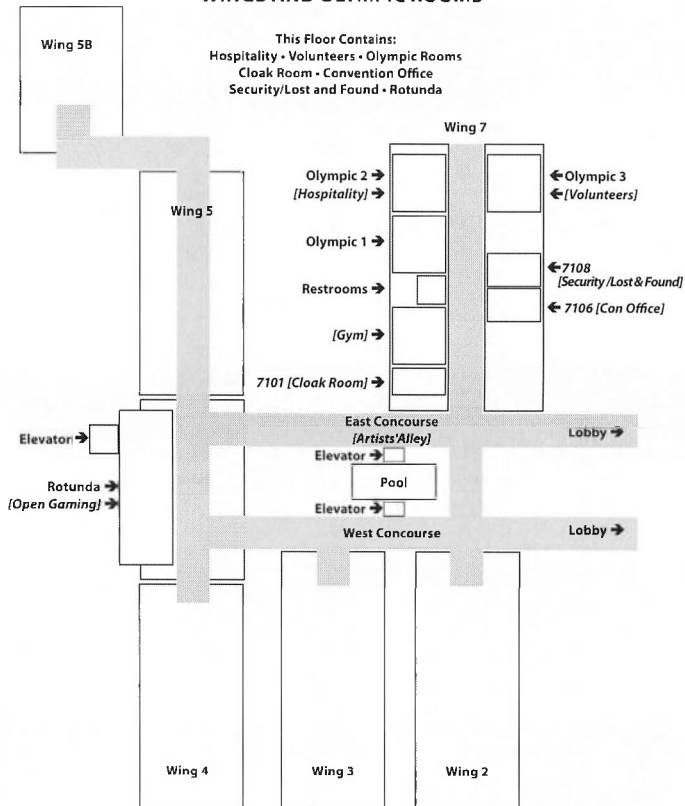 This Floor Contains:
Hospitality • Volunteers • Olympic Rooms
Cloak Room • Convention Office
Security/Lost and Found • Rotunda
Wing 5B
Wing 7
Olympic 2 →
[Hospitality] →
← Olympic 3
← [Volunteers]
Wing 5
Olympic 1 →
← 7108
[Security /Lost & Found]
Restrooms →
← 7106 [Con Office]
[Gym] →
7101 [Cloak Room] →
East Concourse
[Artists' Alley]
Lobby →
Elevator →
Elevator →
Pool
Rotunda →
[Open Gaming] →
Elevator →
West Concourse
Lobby →
Wing 4
Wing 3
Wing 2